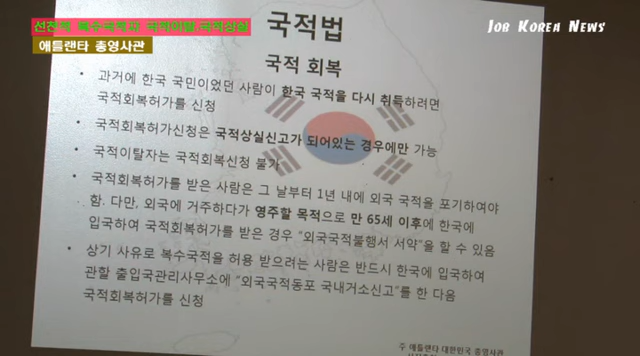 선천적 복수국적자 국적이탈,국적상실
애틀랜타 총영사관
JOB KOREA NEWS
국적법
국적 회복
• 과거에 한국 국민이었던 사람이 한국 국적을 다시 취득하려면
국적회복허가를 신청
• 국적회복허가신청은 국적상실신고가 되어있는 경우에만 가능
• 국적이탈자는 국적회복신청 불가
• 국적회복허가를 받은 사람은 그 날부터 1년 내에 외국 국적을 포기하여야
함. 다만, 외국에 거주하다가 영주할 목적으로 만 65세 이후에 한국에
입국하여 국적회복허가를 받은 경우 "외국국적불행서 서약"을 할 수 있음
• 상기 사유로 복수국적을 허용 받으려는 사람은 반드시 한국에 입국하여
관할 출입국관리사무소에 "외국국적동포 국내거소신고"를 한 다음
국적회복허가를 신청
주 애틀랜타 대한민국 총영사관